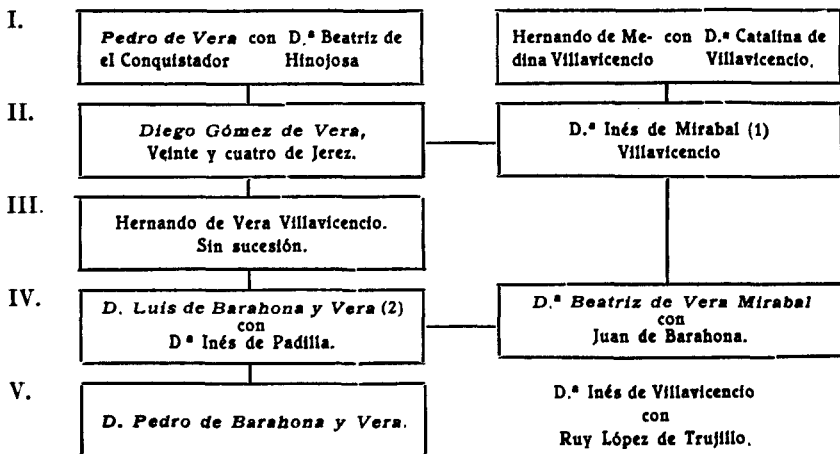 I.
Pedro de Vera con D.ª Beatriz de
el Conquistador Hinojosa
Hernando de Me- con D.ª Catalina de
dina Villavicencio Villavicencio.
II.
Diego Gómez de Vera,
Veinte y cuatro de Jerez.
D.ª Inés de Mirabal (1)
Villavicencio
III.
Hernando de Vera Villavicencio.
Sin sucesión.
IV.
D. Luis de Barahona y Vera (2)
con
Dª Inés de Padilla.
D.ª Beatriz de Vera Mirabal
con
Juan de Barahona.
V.
D. Pedro de Barahona y Vera.
D.ª Inés de Villavicencio
con
Ruy López de Trujillo.